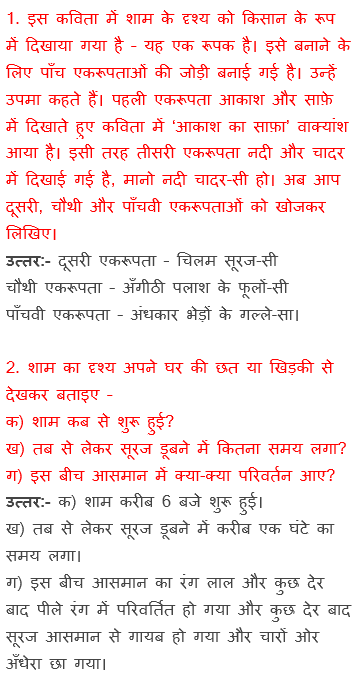 1. इस कविता में शाम के दृश्य को किसान के रूप
में दिखाया गया है - यह एक रूपक है। इसे बनाने के
लिए पाँच एकरूपताओं की जोड़ी बनाई गई है। उन्हें
उपमा कहते हैं। पहली एकरूपता आकाश और साफ़े
में दिखाते हुए कविता में ‘आकाश का साफ़ा’ वाक्यांश
आया है। इसी तरह तीसरी एकरूपता नदी और चादर
में दिखाई गई है, मानो नदी चादर-सी हो। अब आप
दूसरी, चौथी और पाँचवी एकरूपताओं को खोजकर
लिखिए।
उत्तर:- दूसरी एकरूपता - चिलम सूरज-सी
चौथी एकरूपता - अँगीठी पलाश के फूलों-सी
पाँचवी एकरूपता - अंधकार भेड़ों के गल्ले-सा।
2. शाम का दृश्य अपने घर की छत या खिड़की से
देखकर बताइए -
क) शाम कब से शुरू हुई?
ख) तब से लेकर सूरज डूबने में कितना समय लगा?
ग) इस बीच आसमान में क्या-क्या परिवर्तन आए?
उत्तर:- क) शाम करीब 6 बजे शुरू हुई।
ख) तब से लेकर सूरज डूबने में करीब एक घंटे का
समय लगा।
ग) इस बीच आसमान का रंग लाल और कुछ देर
बाद पीले रंग में परिवर्तित हो गया और कुछ देर बाद
सूरज आसमान से गायब हो गया और चारों ओर
अँधेरा छा गया।